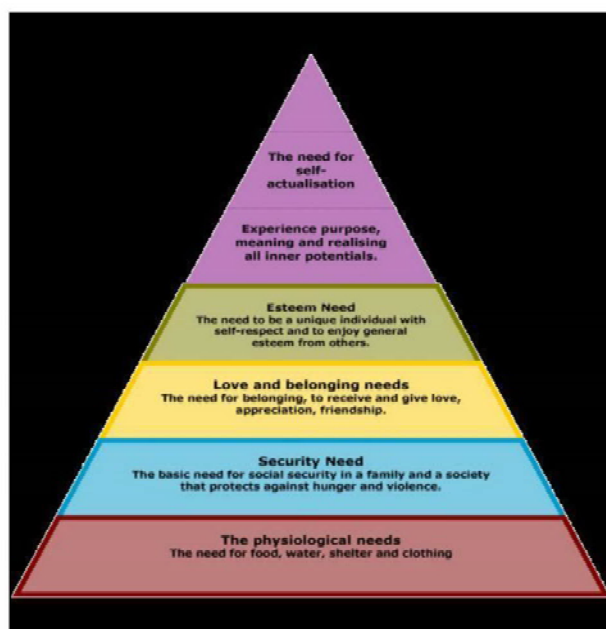 The need for
self-
actualisation
Experience purpose,
meaning and realising
all inner potentials.
Esteem Need
The need to be a unique individual with
self-respect and to enjoy general
esteem from others.
Love and belonging needs
The need for belonging, to receive and give love,
appreciation, friendship.
Security Need
The basic need for social security in a family and a society
that protects against hunger and violence.
The physiological needs
The need for food, water, shelter and clothing